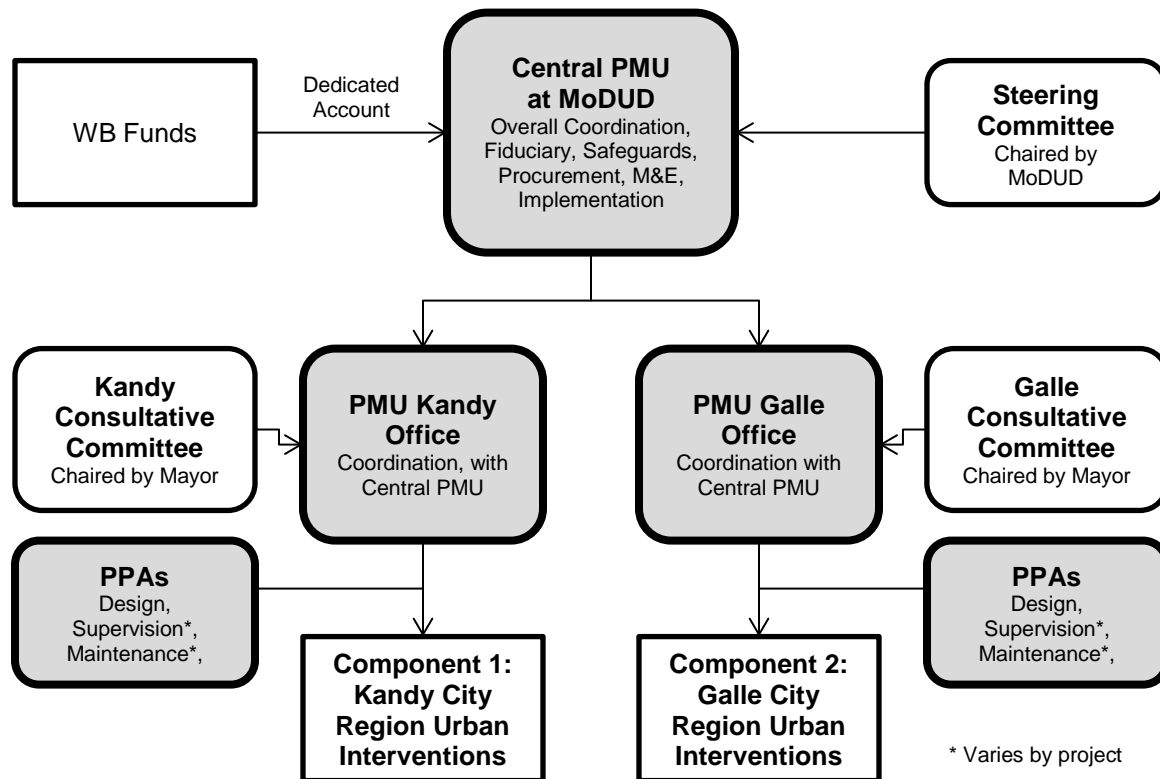 WB Funds
Dedicated
Account
Central PMU
at MoDUD
Overall Coordination,
Fiduciary, Safeguards,
Procurement, M&E,
Implementation
Steering
Committee
Chaired by
MoDUD
Kandy
Consultative
Committee
Chaired by Mayor
PMU Kandy
Office
Coordination, with
Central PMU
PMU Galle
Office
Coordination with
Central PMU
Galle
Consultative
Committee
Chaired by Mayor
PPAs
Design,
Supervision*,
Maintenance*,
Component 1:
Kandy City
Region Urban
Interventions
Component 2:
Galle City
Region Urban
Interventions
PPAs
Design,
Supervision*,
Maintenance*,
* Varies by project